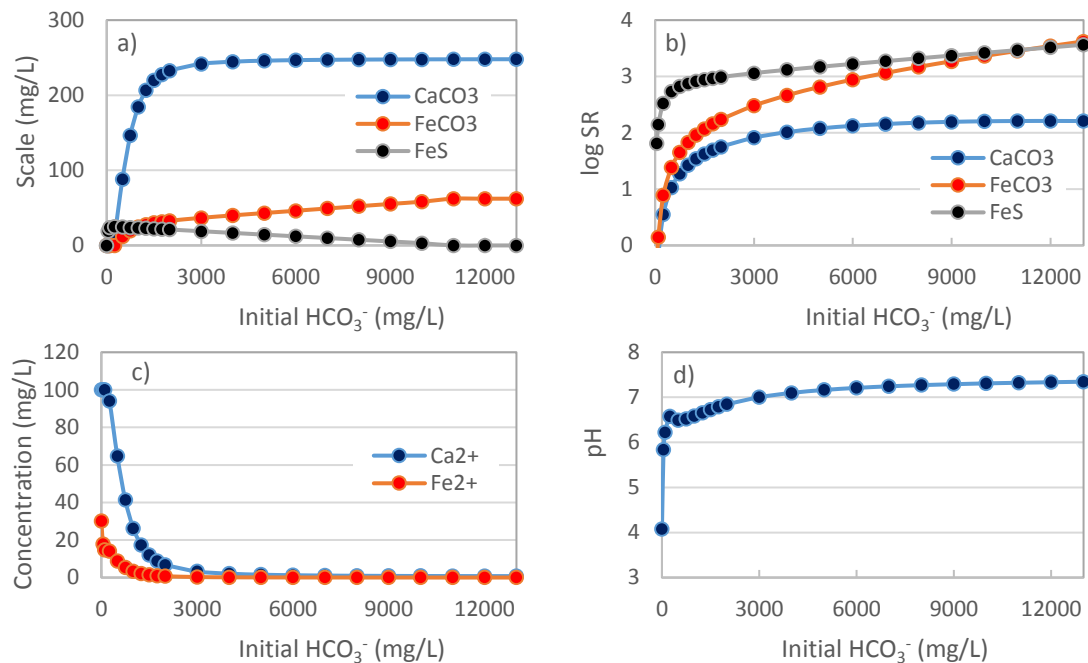 a)
Scale (mg/L)
300
200
100
0
CaCO3
FeCO3
FeS
0 3000 6000 9000 12000
Initial HCO₃⁻ (mg/L)
b)
log SR
4
3
2
1
0
CaCO3
FeCO3
FeS
0 3000 6000 9000 12000
Initial HCO₃⁻ (mg/L)
c)
Concentration (mg/L)
120
100
80
60
40
20
0
Ca2+
Fe2+
0 3000 6000 9000 12000
Initial HCO₃⁻ (mg/L)
d)
pH
8
7
6
5
4
3
0 3000 6000 9000 12000
Initial HCO₃⁻ (mg/L)